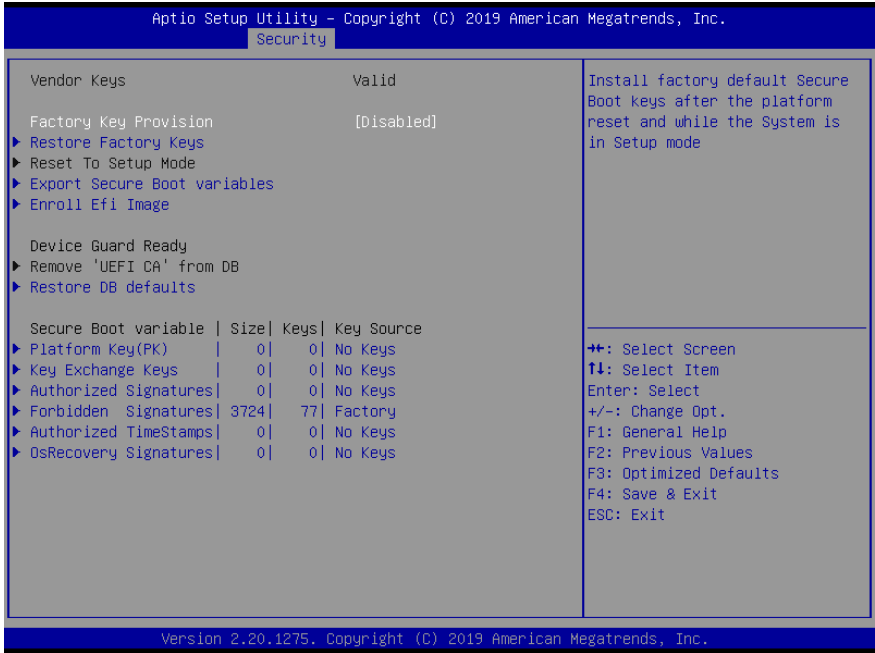 Aptio Setup Utility – Copyright (C) 2019 American Megatrends, Inc.
Security
Vendor Keys Valid
Factory Key Provision [Disabled]
Restore Factory Keys
Reset To Setup Mode
Export Secure Boot variables
Enroll Efi Image
Device Guard Ready
Remove 'UEFI CA' from DB
Restore DB defaults
Secure Boot variable | Size| Keys| Key Source
Platform Key(PK) | 0| 0| No Keys
Key Exchange Keys | 0| 0| No Keys
Authorized Signatures| 0| 0| No Keys
Forbidden Signatures| 3724| 77| Factory
Authorized TimeStamps| 0| 0| No Keys
OsRecovery Signatures| 0| 0| No Keys
Install factory default Secure
Boot keys after the platform
reset and while the System is
in Setup mode
→←: Select Screen
↑↓: Select Item
Enter: Select
+/-: Change Opt.
F1: General Help
F2: Previous Values
F3: Optimized Defaults
F4: Save & Exit
ESC: Exit
Version 2.20.1275. Copyright (C) 2019 American Megatrends, Inc.